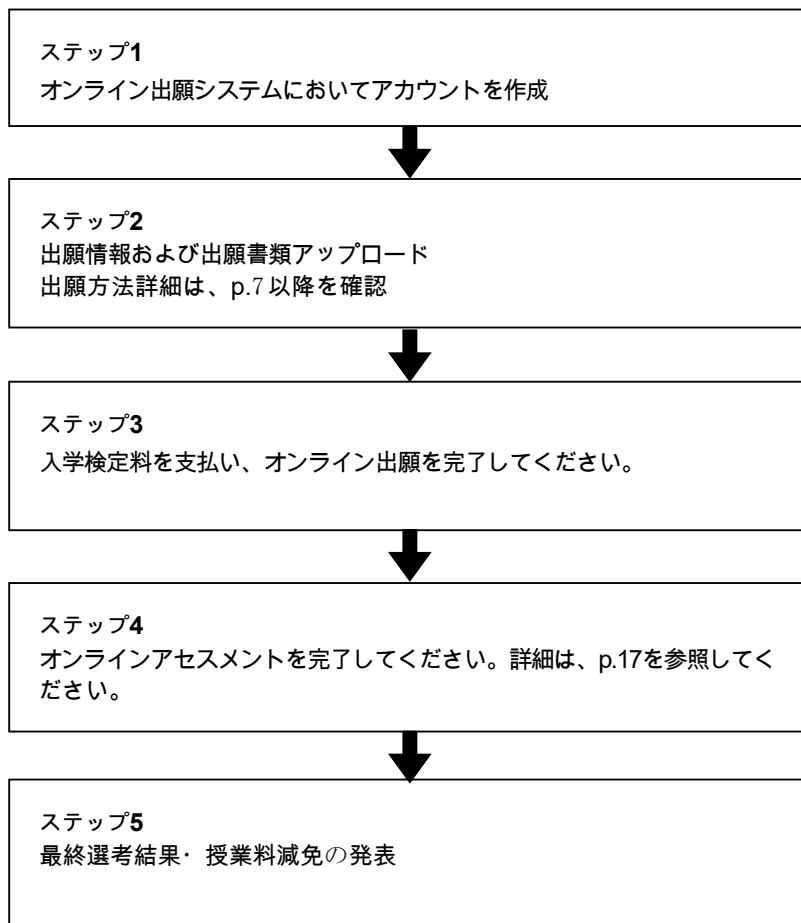 ステップ1
オンライン出願システムにおいてアカウントを作成
ステップ2
出願情報および出願書類アップロード
出願方法詳細は、p.7以降を確認
ステップ3
入学検定料を支払い、オンライン出願を完了してください。
ステップ4
オンラインアセスメントを完了してください。詳細は、p.17を参照してく
ださい。
ステップ5
最終選考結果・授業料減免の発表